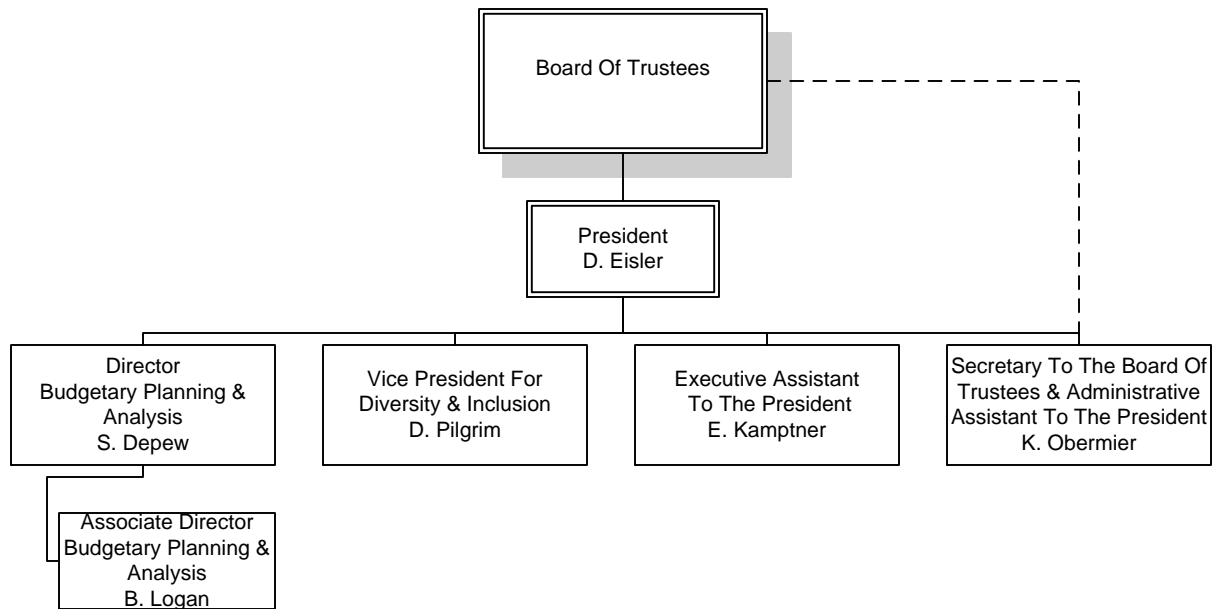 Board Of Trustees
President
D. Eisler
Director
Budgetary Planning &
Analysis
S. Depew
Vice President For
Diversity & Inclusion
D. Pilgrim
Executive Assistant
To The President
E. Kamptner
Secretary To The Board Of
Trustees & Administrative
Assistant To The President
K. Obermier
Associate Director
Budgetary Planning &
Analysis
B. Logan